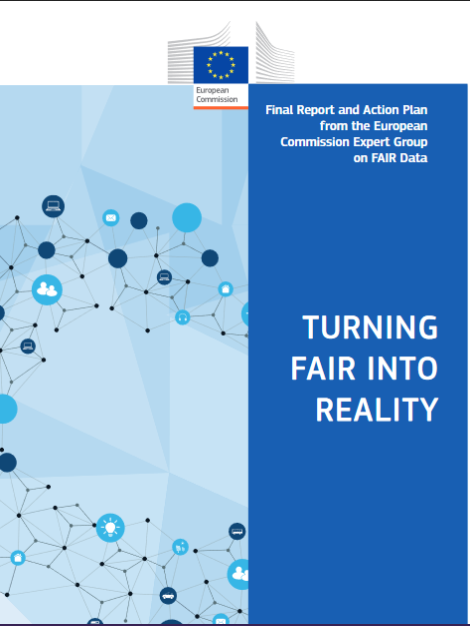 European
Commission
Final Report and Action Plan
from the European
Commission Expert Group
on FAIR Data
TURNING
FAIR INTO
REALITY